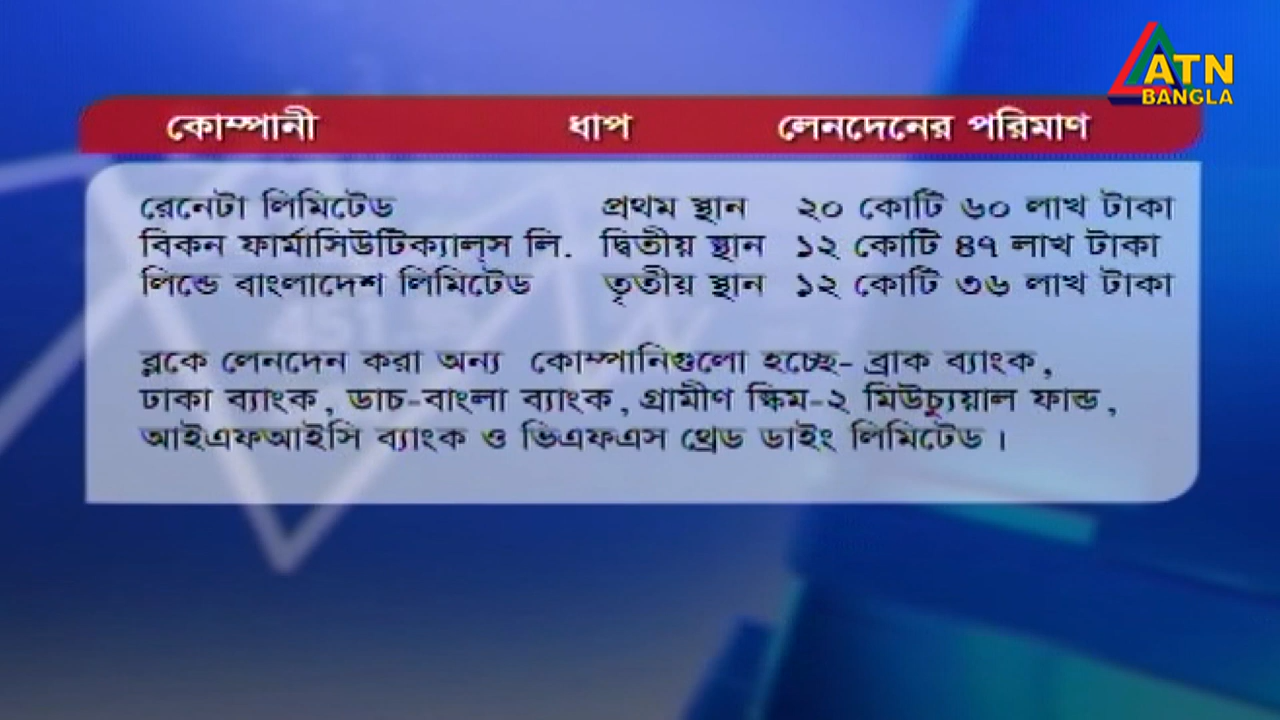 ATN
BANGLA
কোম্পানী ধাপ লেনদেনের পরিমাণ
রেনেটা লিমিটেড প্রথম স্থান ২০ কোটি ৬০ লাখ টাকা
বিকন ফার্মাসিউটিক্যাল্স লি. দ্বিতীয় স্থান ১২ কোটি ৪৭ লাখ টাকা
লিন্ডে বাংলাদেশ লিমিটেড তৃতীয় স্থান ১২ কোটি ৩৬ লাখ টাকা
ব্লকে লেনদেন করা অন্য কোম্পানিগুলো হচ্ছে- ব্রাক ব্যাংক,
ঢাকা ব্যাংক, ডাচ-বাংলা ব্যাংক, গ্রামীণ স্কিম-২ মিউচ্যুয়াল ফান্ড,
আইএফআইসি ব্যাংক ও ভিএফএস থ্রেড ডাইং লিমিটেড।